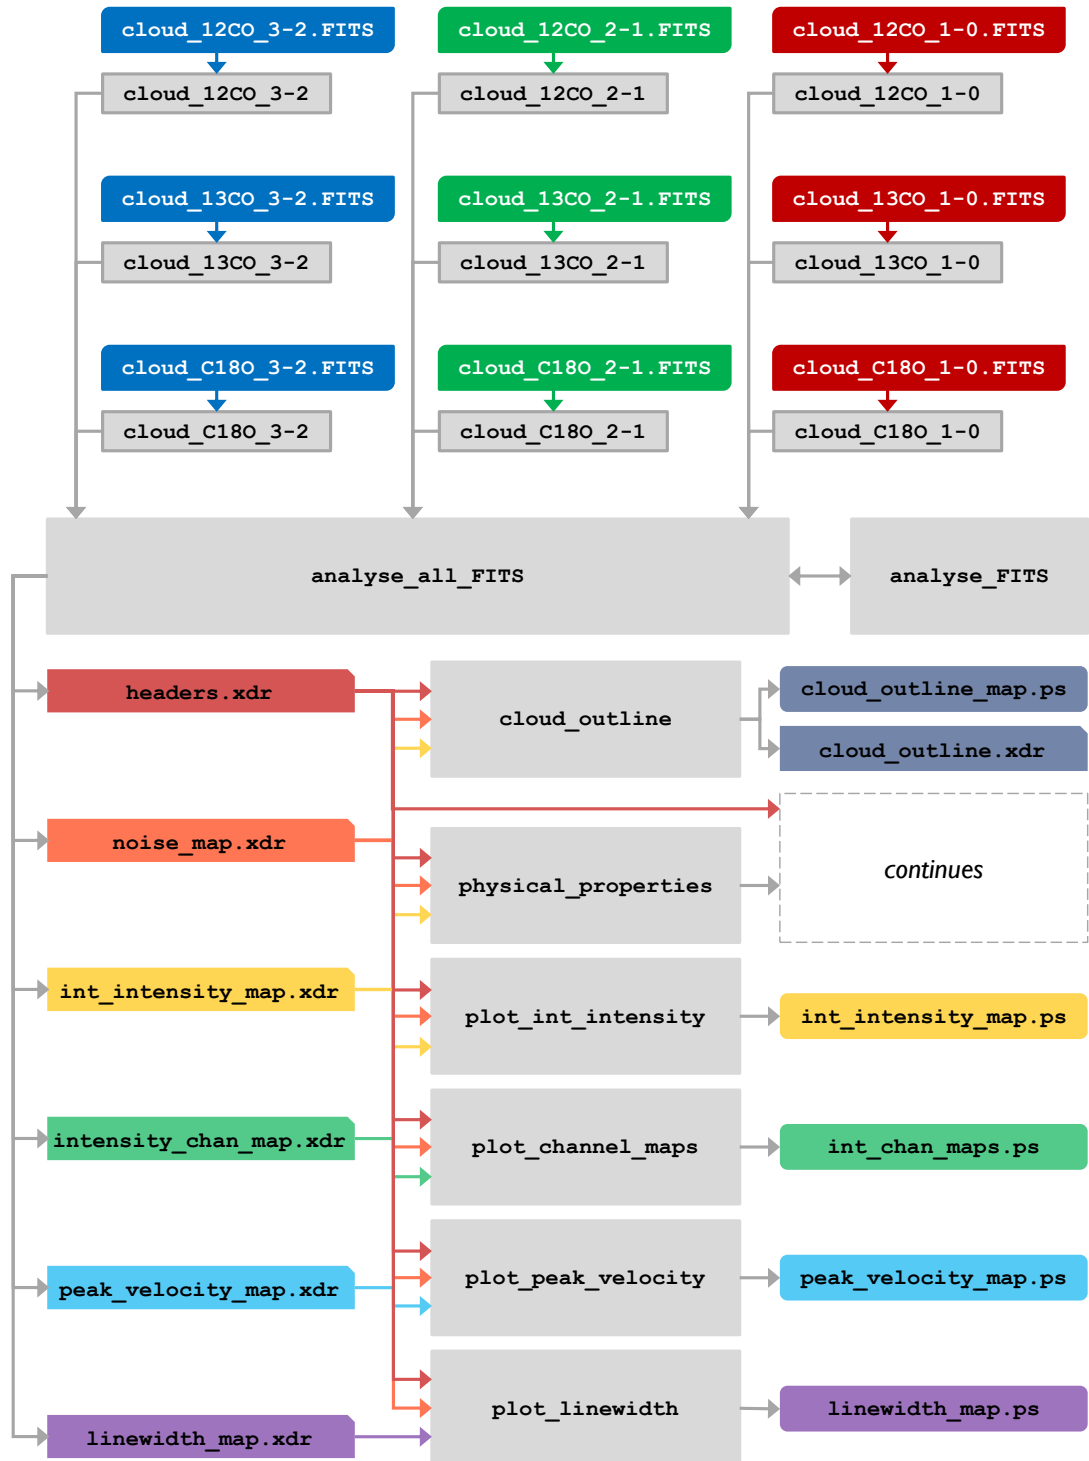 cloud_12CO_3-2.FITS
cloud_12CO_2-1.FITS
cloud_12CO_1-0.FITS
cloud_12CO_3-2
cloud_12CO_2-1
cloud_12CO_1-0
cloud_13CO_3-2.FITS
cloud_13CO_2-1.FITS
cloud_13CO_1-0.FITS
cloud_13CO_3-2
cloud_13CO_2-1
cloud_13CO_1-0
cloud_C18O_3-2.FITS
cloud_C18O_2-1.FITS
cloud_C18O_1-0.FITS
cloud_C18O_3-2
cloud_C18O_2-1
cloud_C18O_1-0
analyse_all_FITS
analyse_FITS
headers.xdr
cloud_outline
cloud_outline_map.ps
cloud_outline.xdr
noise_map.xdr
physical_properties
continues
int_intensity_map.xdr
plot_int_intensity
int_intensity_map.ps
intensity_chan_map.xdr
plot_channel_maps
int_chan_maps.ps
peak_velocity_map.xdr
plot_peak_velocity
peak_velocity_map.ps
linewidth_map.xdr
plot_linewidth
linewidth_map.ps